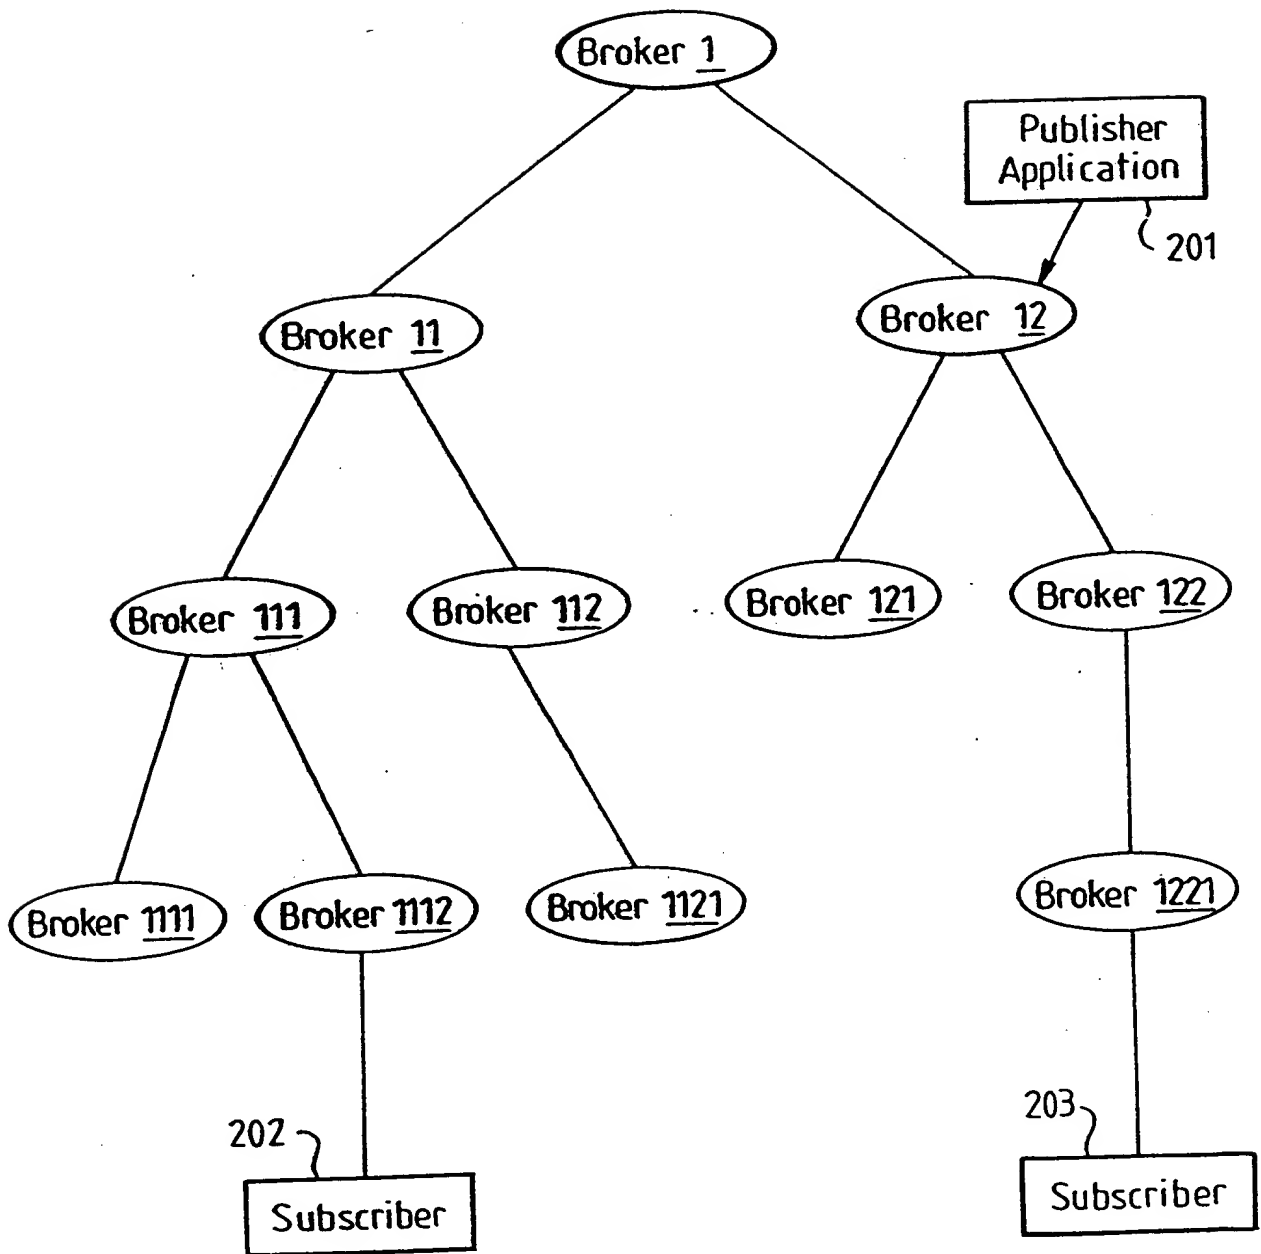 Broker 1
Publisher
Application
201
Broker 11
Broker 12
Broker 111
Broker 112
Broker 121
Broker 122
Broker 1111
Broker 1112
Broker 1121
Broker 1221
202
203
Subscriber
Subscriber